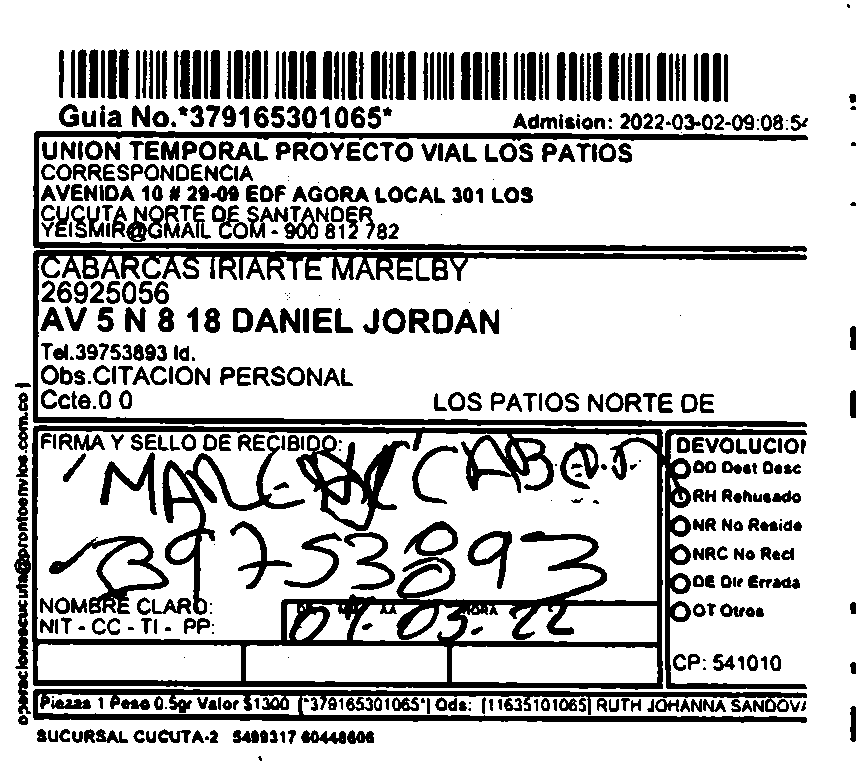 Guia No.*379165301065*
Admision: 2022-03-02-09:08:54
UNION TEMPORAL PROYECTO VIAL LOS PATIOS
CORRESPONDENCIA
AVENIDA 10 # 29-09 EDF AGORA LOCAL 301 LOS
CUCUTA NORTE DE SANTANDER
YEISMIR@GMAIL COM - 900 812 782
CABARCAS IRIARTE MARELBY
26925056
AV 5 N 8 18 DANIEL JORDAN
Tel.39753893 Id.
Obs.CITACION PERSONAL
Ccte.0 0
LOS PATIOS NORTE DE
operacionescucuta@prontoenvios.com.co
FIRMA Y SELLO DE RECIBIDO:
39753893
NOMBRE CLARO:
NIT - CC - TI - PP:
AA HORA
03. 22
DEVOLUCION
DD Dest Desc
RH Rehusado
NR No Reside
NRC No Recl
DE Dir Errada
OT Otros
CP: 541010
Piezas 1 Peso 0.5gr Valor $1300 [*379165301065*] Ods: [11635101065] RUTH JOHANNA SANDOVA
SUCURSAL CUCUTA-2 5499317 60448606